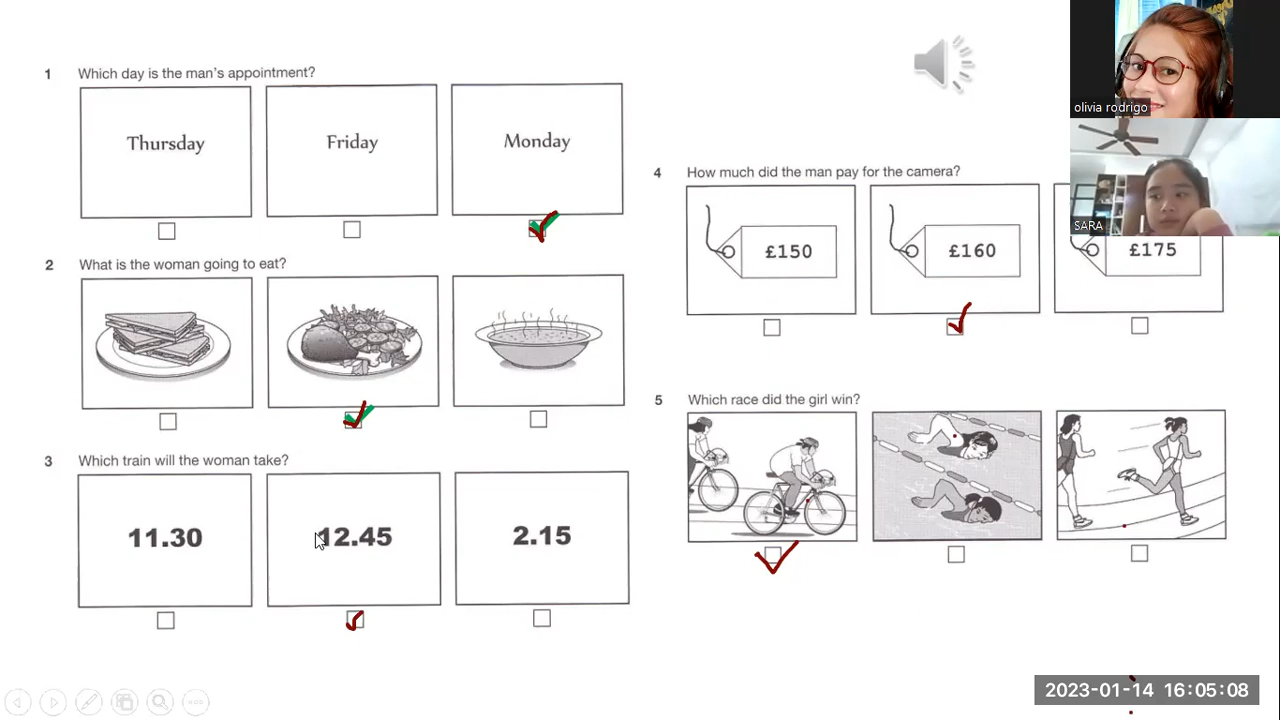 1 Which day is the man's appointment?
Thursday Friday Monday
2 What is the woman going to eat?
3 Which train will the woman take?
11.30 12.45 2.15
4 How much did the man pay for the camera?
£150 £160 £175
5 Which race did the girl win?
olivia rodrigo
SARA
2023-01-14 16:05:08